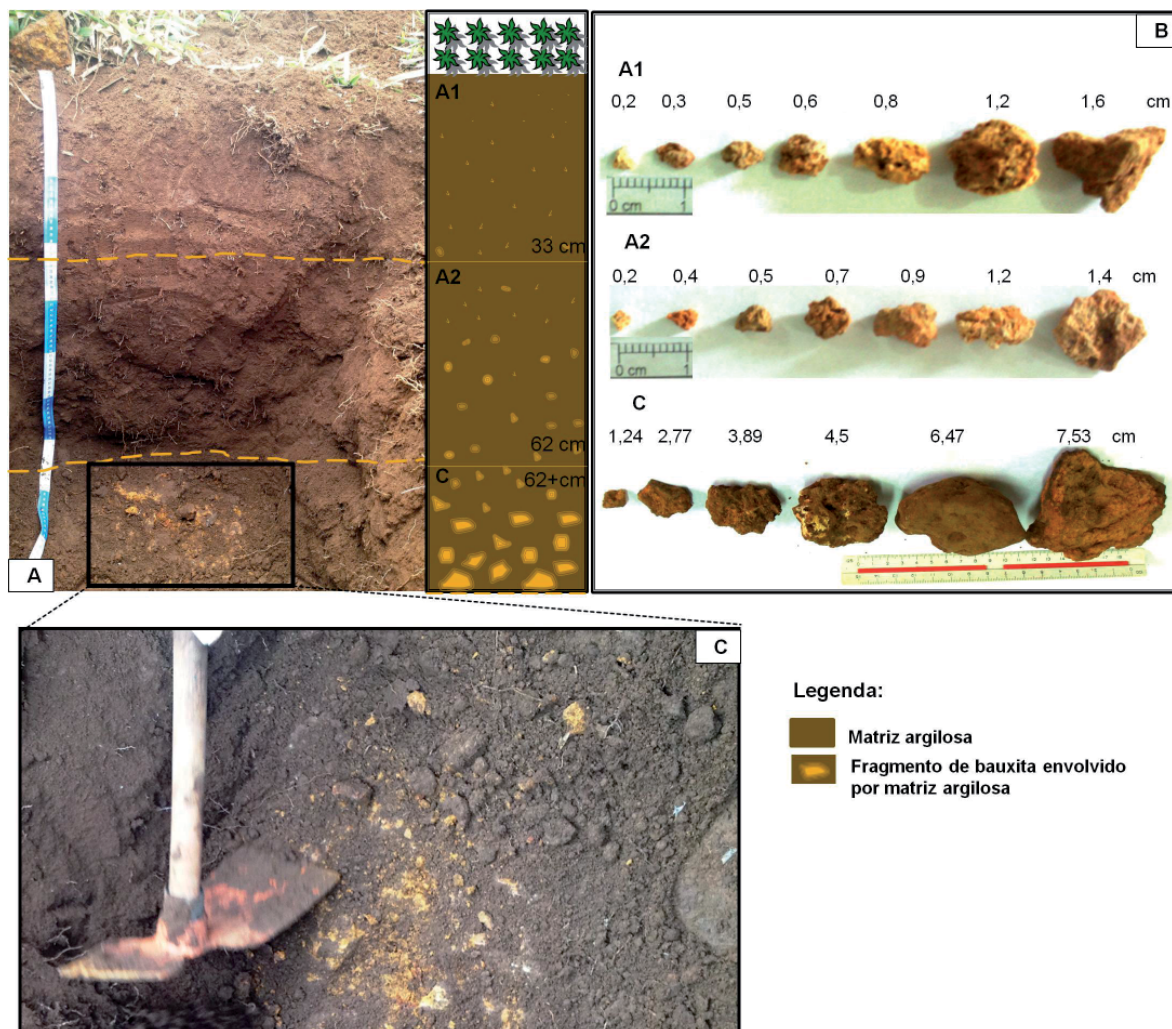 A1
33 cm
A2
62 cm
C
62+cm
A
B
A1
0,2 0,3 0,5 0,6 0,8 1,2 1,6 cm
0 cm 1
A2
0,2 0,4 0,5 0,7 0,9 1,2 1,4 cm
0 cm 1
C
1,24 2,77 3,89 4,5 6,47 7,53 cm
C
Legenda:
Matriz argilosa
Fragmento de bauxita envolvido
por matriz argilosa